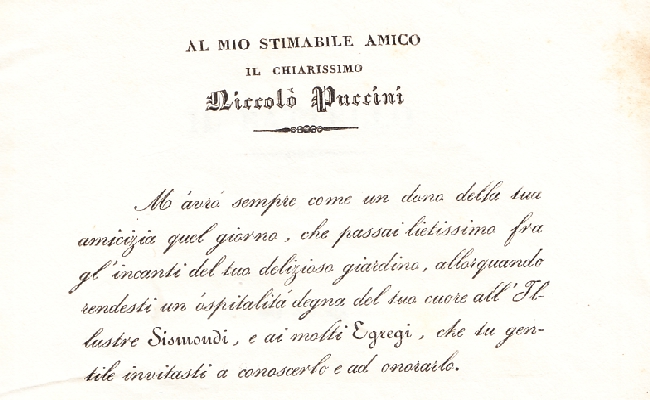 AL MIO STIMABILE AMICO
IL CHIARISSIMO
Niccolò Puccini
M'avrò sempre come un dono della tua
amicizia quel giorno, che passai lietissimo fra
gl'incanti del tuo delizioso giardino, allorquando
rendesti un'ospitalità degna del tuo cuore all'Il-
lustre Sismondi, e ai molti Egregi, che tu gen-
tile invitasti a conoscerlo e ad onorarlo.